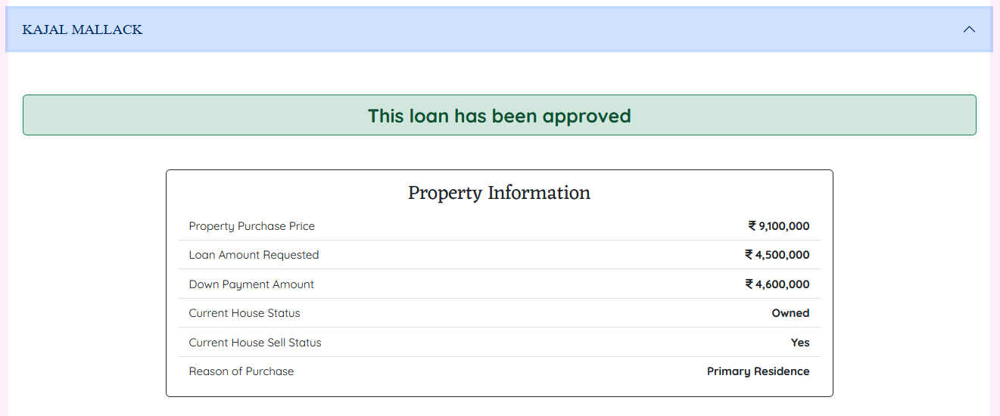 KAJAL MALLACK
This loan has been approved
Property Information
Property Purchase Price ₹ 9,100,000
Loan Amount Requested ₹ 4,500,000
Down Payment Amount ₹ 4,600,000
Current House Status Owned
Current House Sell Status Yes
Reason of Purchase Primary Residence